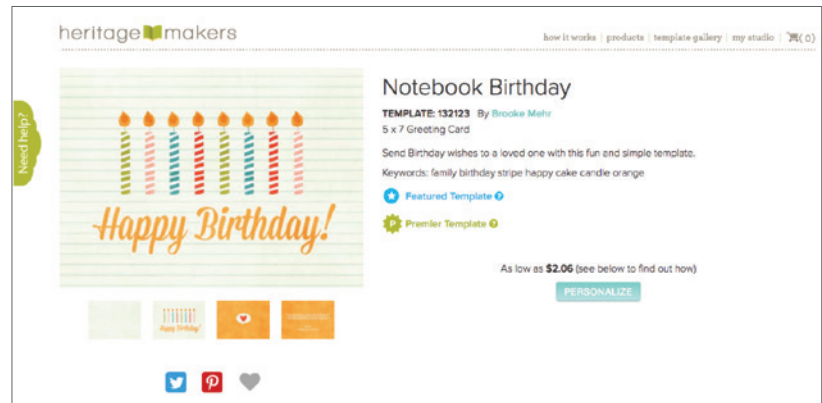 heritage makers
how it works | products | template gallery | my studio | ( 0 )
Need help?
Happy Birthday!
Notebook Birthday
TEMPLATE: 132123 By Brooke Mehr
5 x 7 Greeting Card
Send Birthday wishes to a loved one with this fun and simple template.
Keywords: family birthday stripe happy cake candle orange
Featured Template ?
P Premier Template ?
As low as $2.06 (see below to find out how)
PERSONALIZE
Happy Birthday!